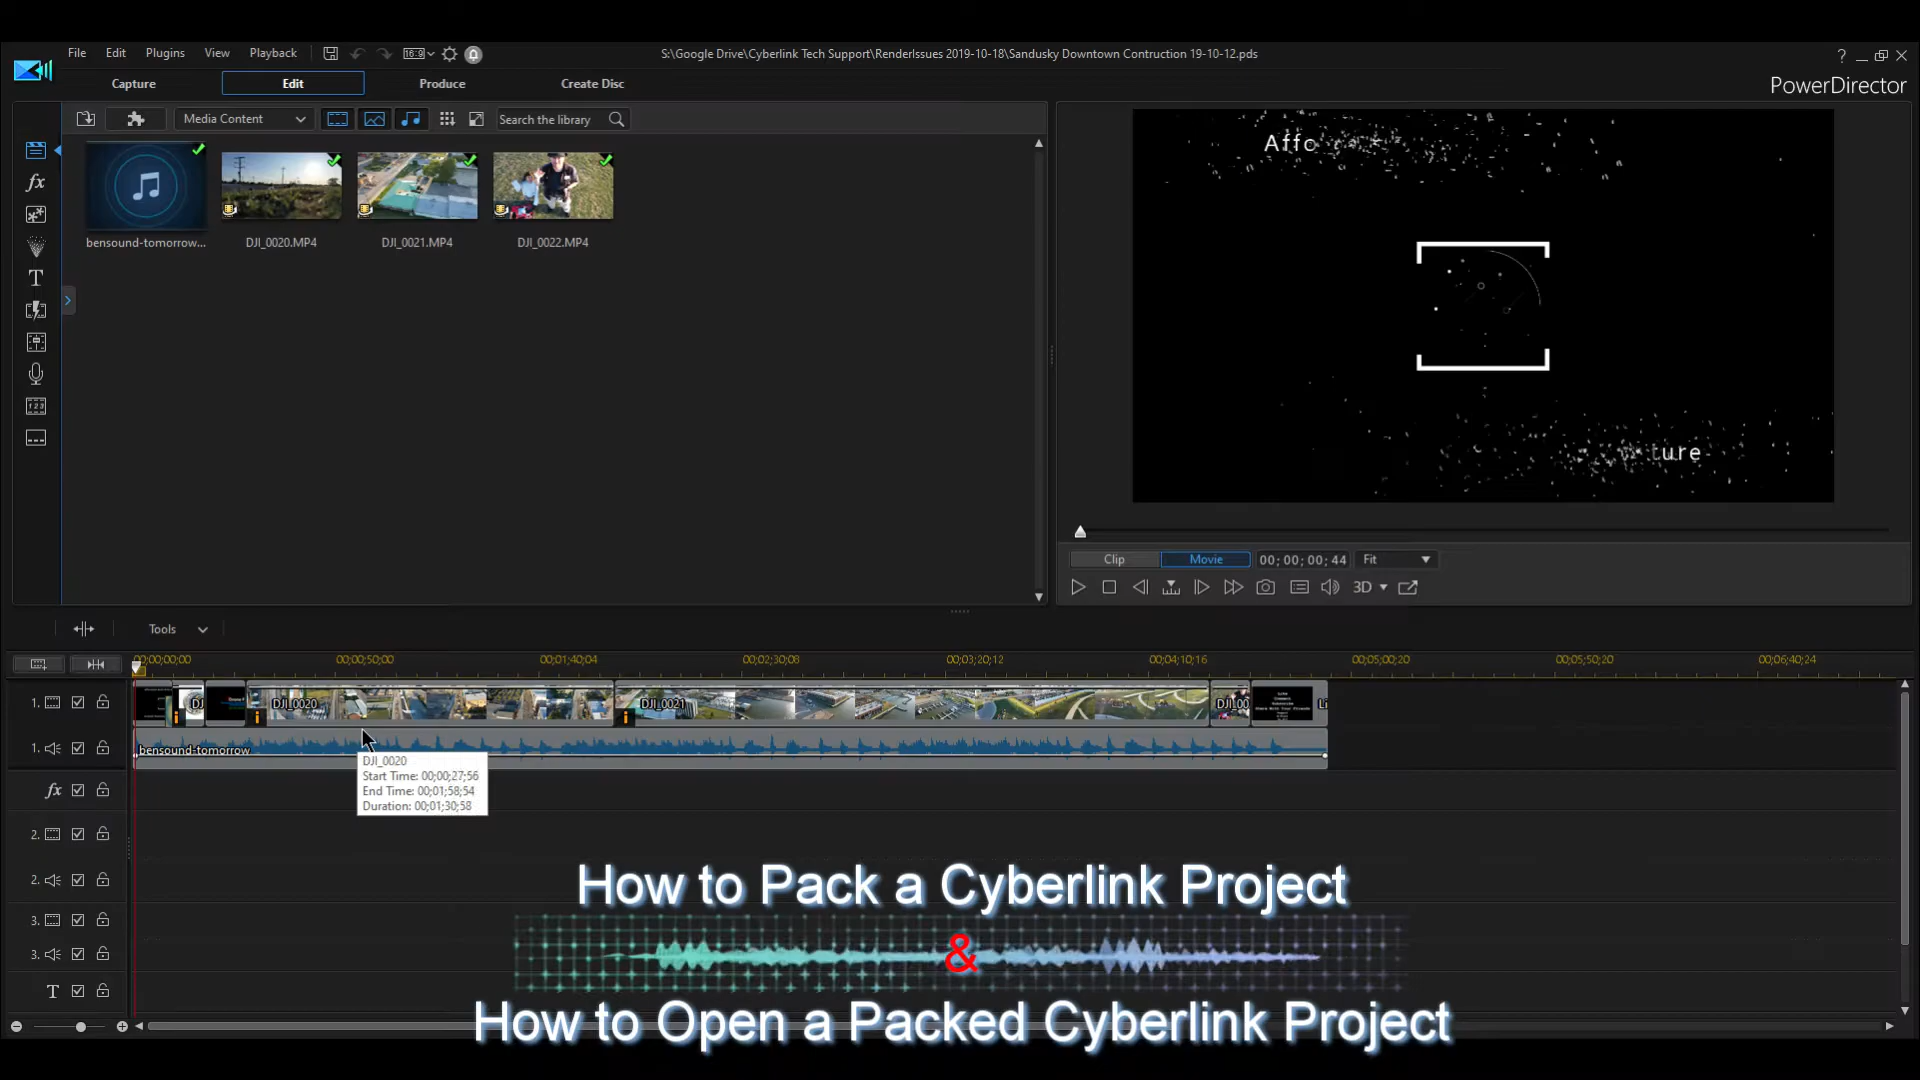 File Edit Plugins View Playback 16:9 S:\Google Drive\Cyberlink Tech Support\RenderIssues 2019-10-18\Sandusky Downtown Contruction 19-10-12.pds ?
Capture Edit Produce Create Disc PowerDirector
Media Content Search the library
Affo
bensound-tomorrow... DJI_0020.MP4 DJI_0021.MP4 DJI_0022.MP4
ture
Clip Movie 00; 00; 00; 44 Fit
3D
Tools
00;00;00;00 00;00;50;00 00;01;40;04 00;02;30;08 00;03;20;12 00;04;10;16 00;05;00;20 00;05;50;20 00;06;40;24
1. DJ DJI_0020 DJI_0021 DJI_00 Li
1. bensound-tomorrow
DJI_0020
Start Time: 00;00;27;56
End Time: 00;01;58;54
Duration: 00;01;30;58
fx
2.
2.
3.
3.
T
How to Pack a Cyberlink Project
&
How to Open a Packed Cyberlink Project